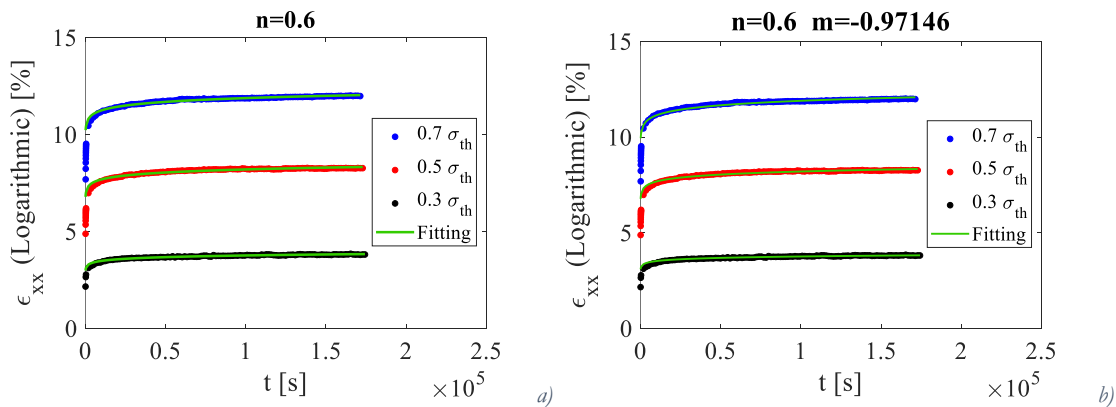 n=0.6
ϵxx (Logarithmic) [%]
15
10
5
0
0.7 σth
0.5 σth
0.3 σth
Fitting
0 0.5 1 1.5 2 2.5
t [s]
×10^5
a)
n=0.6 m=-0.97146
ϵxx (Logarithmic) [%]
15
10
5
0
0.7 σth
0.5 σth
0.3 σth
Fitting
0 0.5 1 1.5 2 2.5
t [s]
×10^5
b)